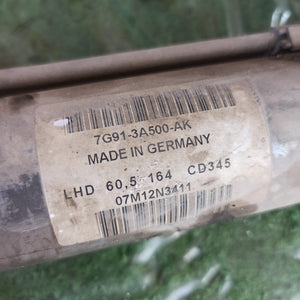 7G91-3A500-AK
MADE IN GERMANY
LHD 60,5 164 CD345
07M12N3411